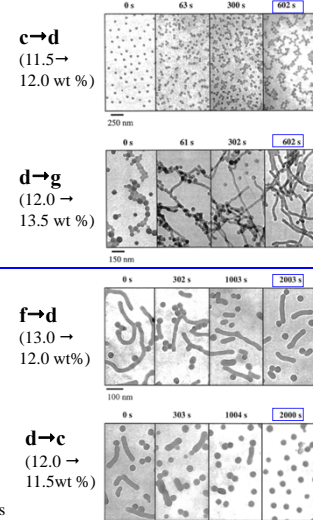 0 s 63 s 300 s 602 s
c→d
(11.5→
12.0 wt %)
250 nm
0 s 61 s 302 s 602 s
d→g
(12.0 →
13.5 wt %)
150 nm
0 s 302 s 1003 s 2003 s
f→d
(13.0 →
12.0 wt%)
100 nm
0 s 303 s 1004 s 2000 s
d→c
(12.0 →
11.5wt %)
s